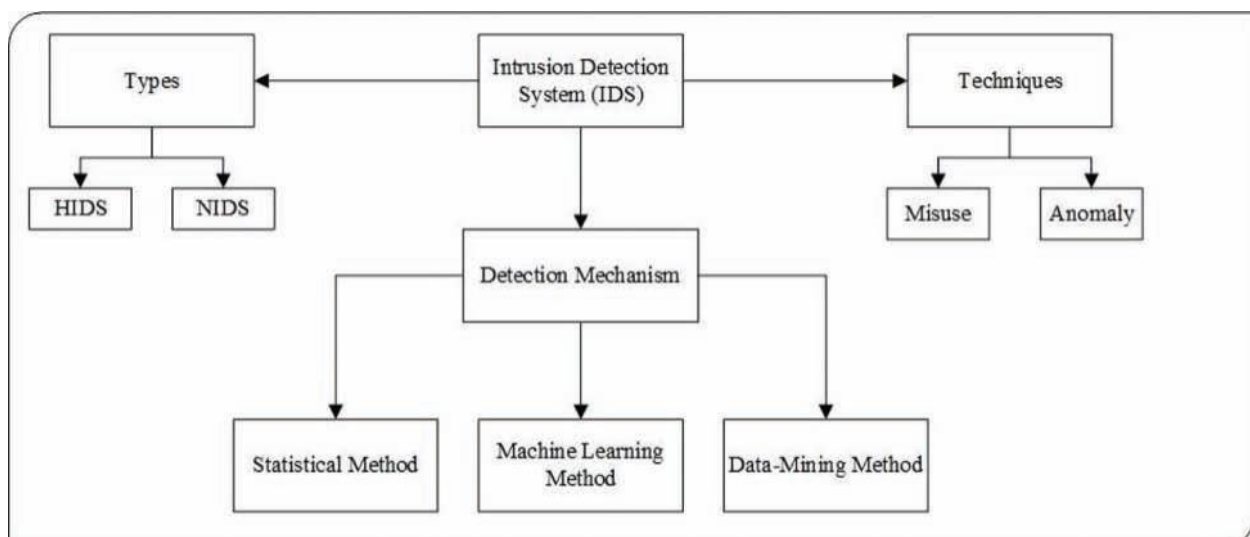 Types
Intrusion Detection
System (IDS)
Techniques
HIDS
NIDS
Misuse
Anomaly
Detection Mechanism
Statistical Method
Machine Learning
Method
Data-Mining Method